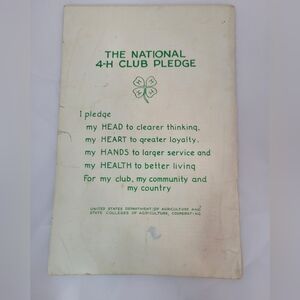 THE NATIONAL
4-H CLUB PLEDGE
H H
H H
I pledge
my HEAD to clearer thinking,
my HEART to greater loyalty,
my HANDS to larger service and
my HEALTH to better living
For my club, my community and
my country
UNITED STATES DEPARTMENT OF AGRICULTURE AND
STATE COLLEGES OF AGRICULTURE, COOPERATING